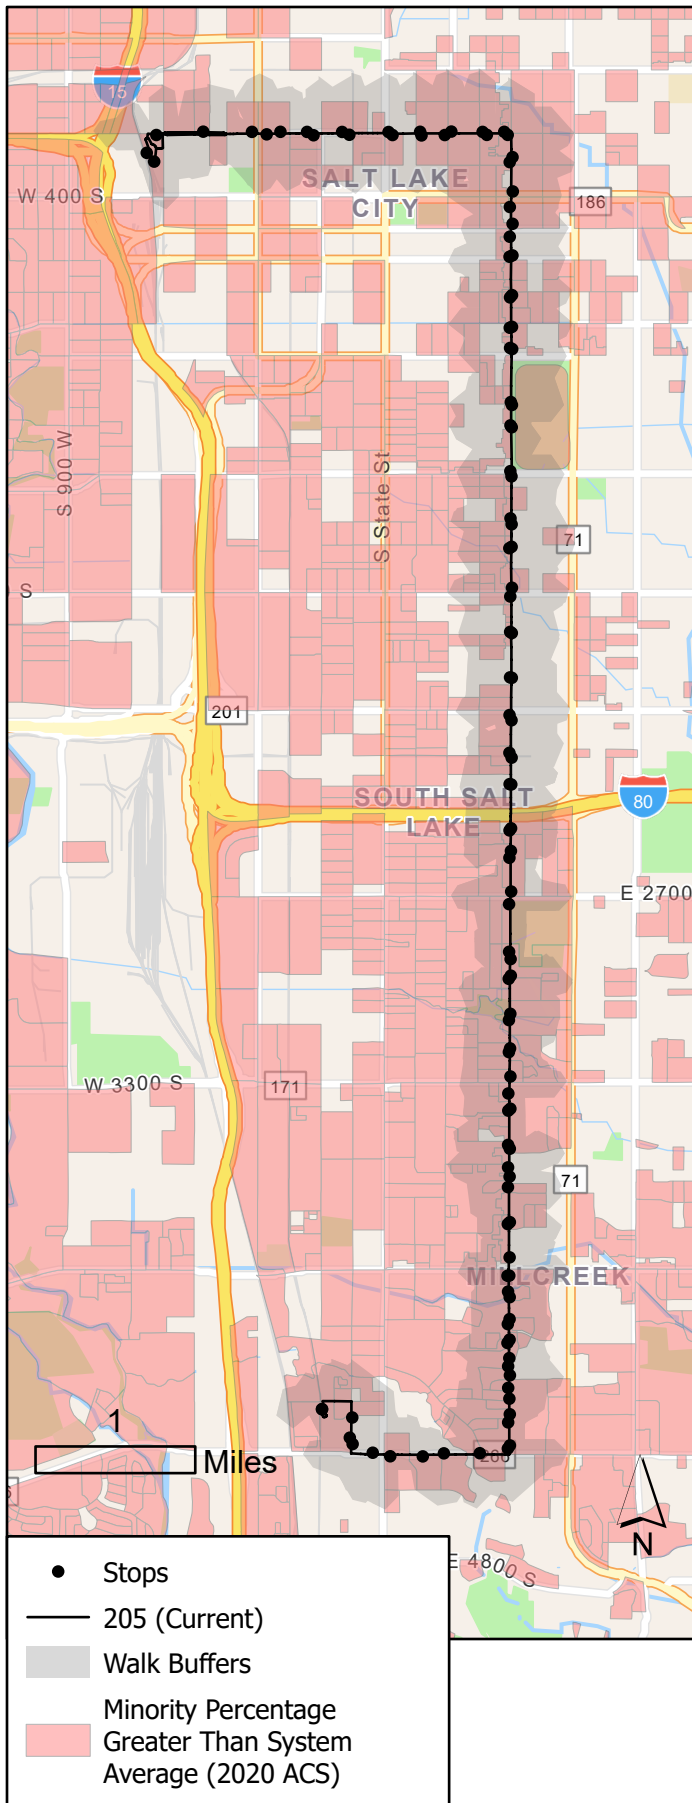 15
SALT LAKE
CITY
W 400 S
186
S 900 W
S State St
71
S
201
SOUTH SALT
LAKE
80
E 2700
W 3300 S
171
71
MILLCREEK
1
Miles
266
N
E 4800 S
Stops
205 (Current)
Walk Buffers
Minority Percentage
Greater Than System
Average (2020 ACS)